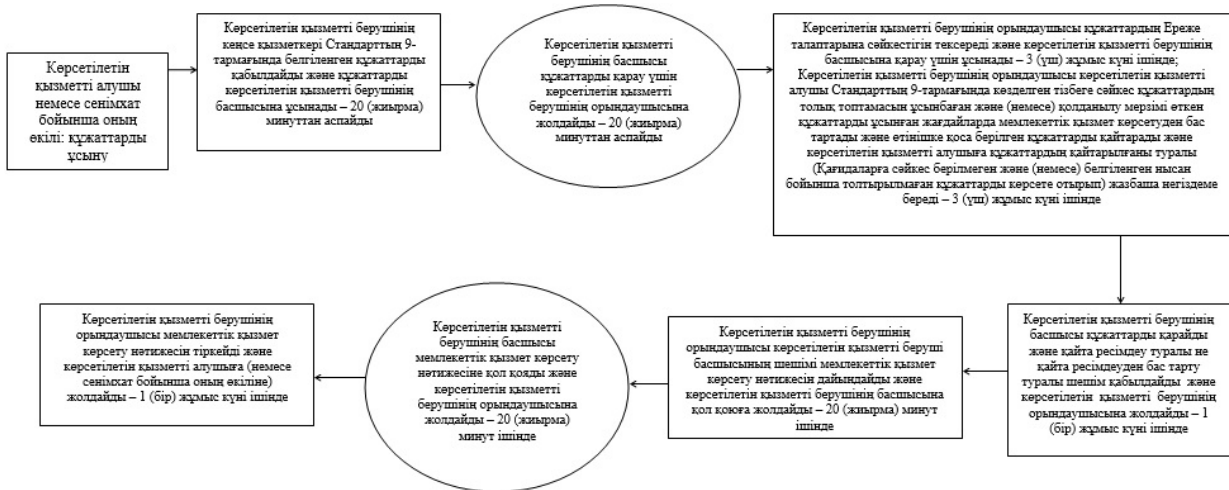 Көрсетілетін
қызметті алушы
немесе сенімхат
бойынша оның
өкілі: құжаттарды
ұсыну
Көрсетілетін қызметті берушінің
кеңсе қызметкері Стандарттың 9-
тармағында белгіленген құжаттарды
қабылдайды және құжаттарды
көрсетілетін қызметті берушінің
басшысына ұсынады – 20 (жиырма)
минуттан аспайды
Көрсетілетін қызметті
берушінің басшысы
құжаттарды қарау үшін
көрсетілетін қызметті
берушінің орындаушысына
жолдайды – 20 (жиырма)
минуттан аспайды
Көрсетілетін қызметті берушінің орындаушысы құжаттардың Ереже
талаптарына сәйкестігін тексереді және көрсетілетін қызметті берушінің
басшысына қарау үшін ұсынады – 3 (үш) жұмыс күні ішінде;
Көрсетілетін қызметті берушінің орындаушысы көрсетілетін қызметті
алушы Стандарттың 9-тармағында көзделген тізбеге сәйкес құжаттардың
толық топтамасын ұсынбаған және (немесе) қолданылу мерзімі өткен
құжаттарды ұсынған жағдайларда мемлекеттік қызмет көрсетуден бас
тартады және өтінішке қоса берілген құжаттарды қайтарады және
көрсетілетін қызметті алушыға құжаттардың қайтарылғаны туралы
(Қағидаларға сәйкес берілмеген және (немесе) белгіленген нысан
бойынша толтырылмаған құжаттарды көрсете отырып) жазбаша негіздеме
береді – 3 (үш) жұмыс күні ішінде
Көрсетілетін қызметті берушінің
басшысы құжаттарды қарайды
және қайта ресімдеу туралы не
қайта ресімдеуден бас тарту
туралы шешім қабылдайды және
көрсетілетін қызметті берушінің
орындаушысына жолдайды – 1
(бір) жұмыс күні ішінде
Көрсетілетін қызметті берушінің
орындаушысы көрсетілетін қызметті беруші
басшысының шешімі мемлекеттік қызмет
көрсету нәтижесін дайындайды және
көрсетілетін қызметті берушінің басшысына
қол қоюға жолдайды – 20 (жиырма) минут
ішінде
Көрсетілетін қызметті
берушінің басшысы
мемлекеттік қызмет көрсету
нәтижесіне қол қояды және
көрсетілетін қызметті
берушінің орындаушысына
жолдайды – 20 (жиырма)
минут ішінде
Көрсетілетін қызметті берушінің
орындаушысы мемлекеттік қызмет
көрсету нәтижесін тіркейді және
көрсетілетін қызметті алушыға (немесе
сенімхат бойынша оның өкіліне)
жолдайды – 1 (бір) жұмыс күні ішінде